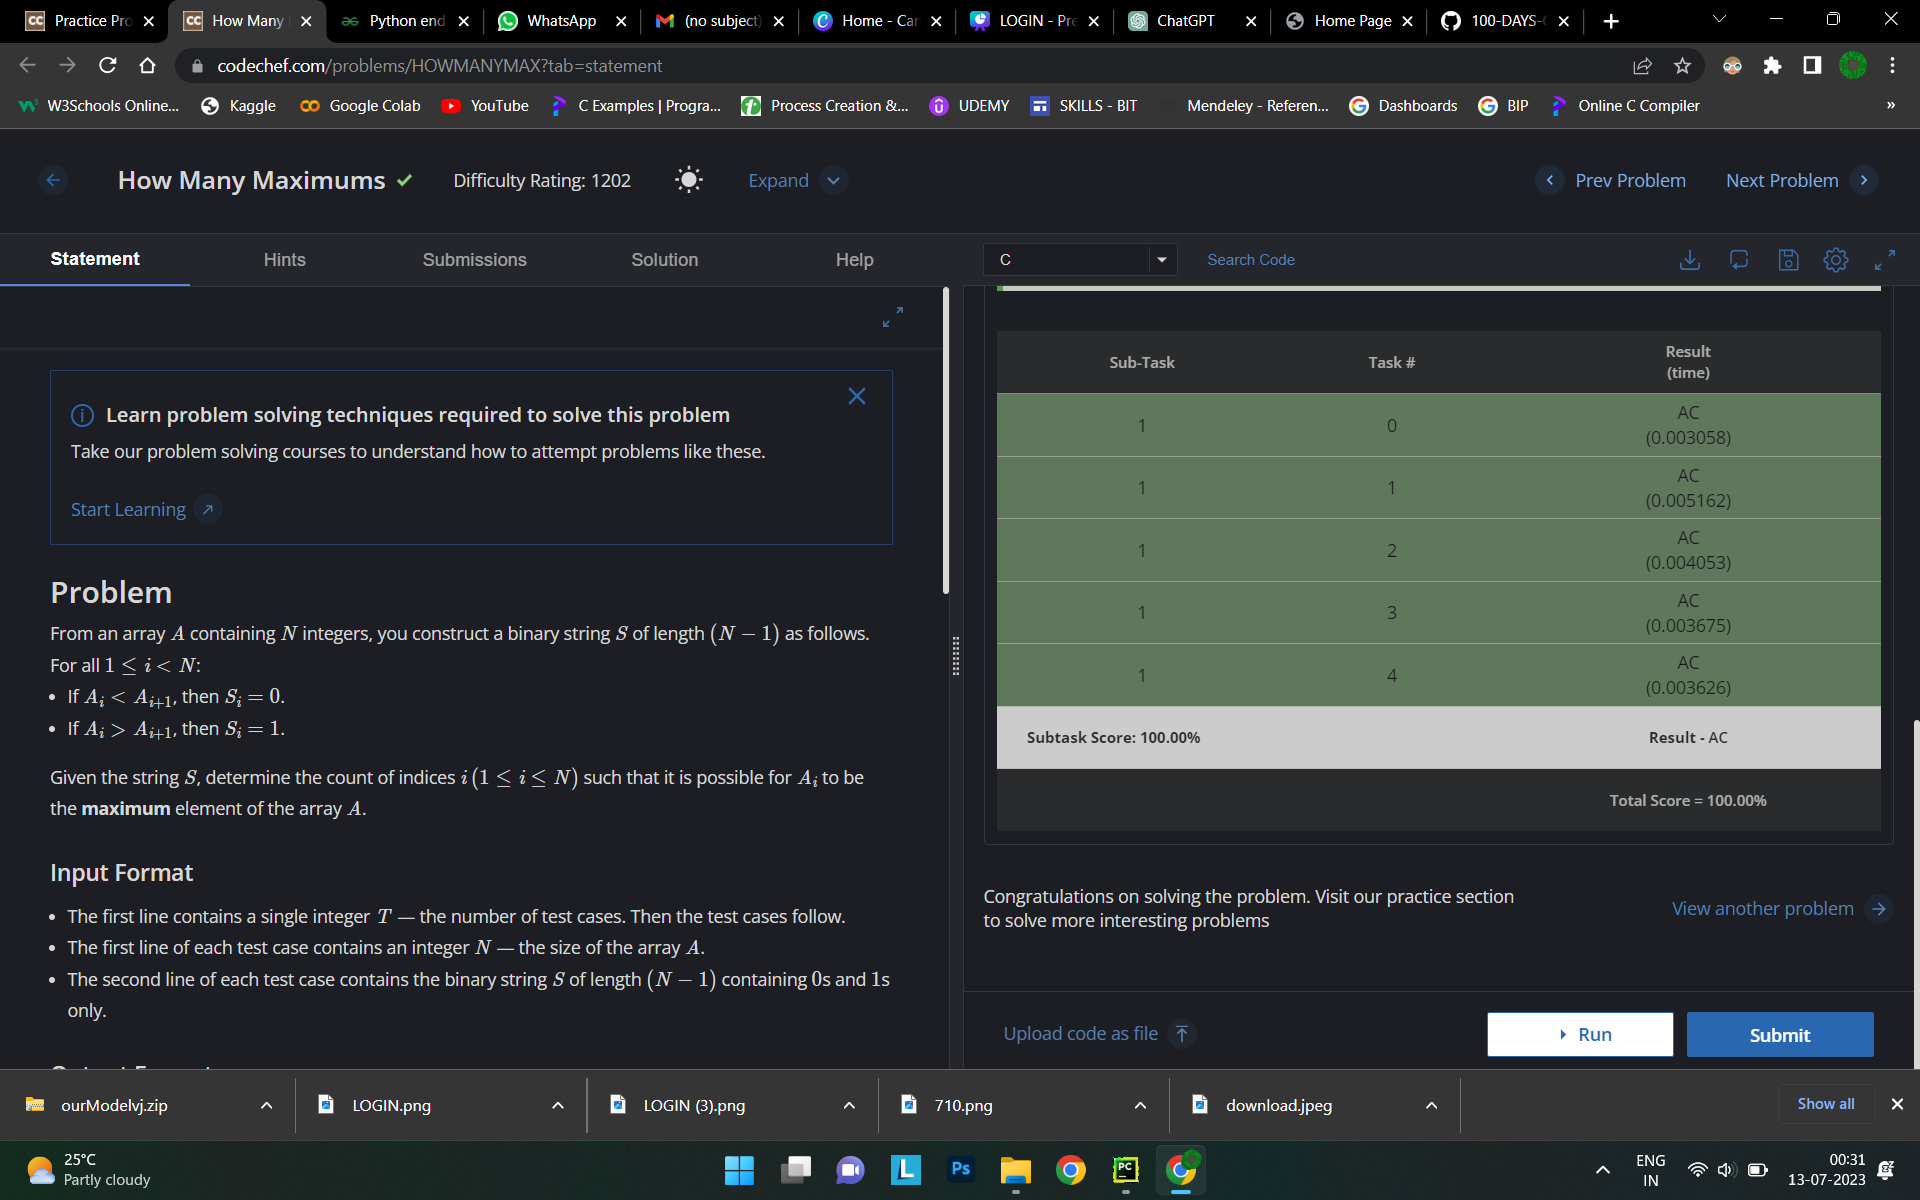 Practice Pro
How Many
Python end
WhatsApp
(no subject)
Home - Can
LOGIN - Pre
ChatGPT
Home Page
100-DAYS-
codechef.com/problems/HOWMANYMAX?tab=statement
W3Schools Online...
Kaggle
Google Colab
YouTube
C Examples | Progra...
Process Creation &...
UDEMY
SKILLS - BIT
Mendeley - Referen...
Dashboards
BIP
Online C Compiler
»
How Many Maximums
Difficulty Rating: 1202
Expand
Prev Problem
Next Problem
Statement
Hints
Submissions
Solution
Help
C
Search Code
Learn problem solving techniques required to solve this problem
Take our problem solving courses to understand how to attempt problems like these.
Start Learning
Problem
From an array A containing N integers, you construct a binary string S of length (N − 1) as follows.
For all 1 ≤ i < N:
• If A_i < A_{i+1}, then S_i = 0.
• If A_i > A_{i+1}, then S_i = 1.
Given the string S, determine the count of indices i (1 ≤ i ≤ N) such that it is possible for A_i to be
the maximum element of the array A.
Input Format
• The first line contains a single integer T — the number of test cases. Then the test cases follow.
• The first line of each test case contains an integer N — the size of the array A.
• The second line of each test case contains the binary string S of length (N − 1) containing 0s and 1s
only.
Sub-Task Task # Result
(time)
1 0 AC
(0.003058)
1 1 AC
(0.005162)
1 2 AC
(0.004053)
1 3 AC
(0.003675)
1 4 AC
(0.003626)
Subtask Score: 100.00% Result - AC
Total Score = 100.00%
Congratulations on solving the problem. Visit our practice section
to solve more interesting problems
View another problem
Upload code as file
Run
Submit
ourModelvj.zip
LOGIN.png
LOGIN (3).png
710.png
download.jpeg
Show all
25°C
Partly cloudy
L
Ps
PC
ENG
IN
00:31
13-07-2023